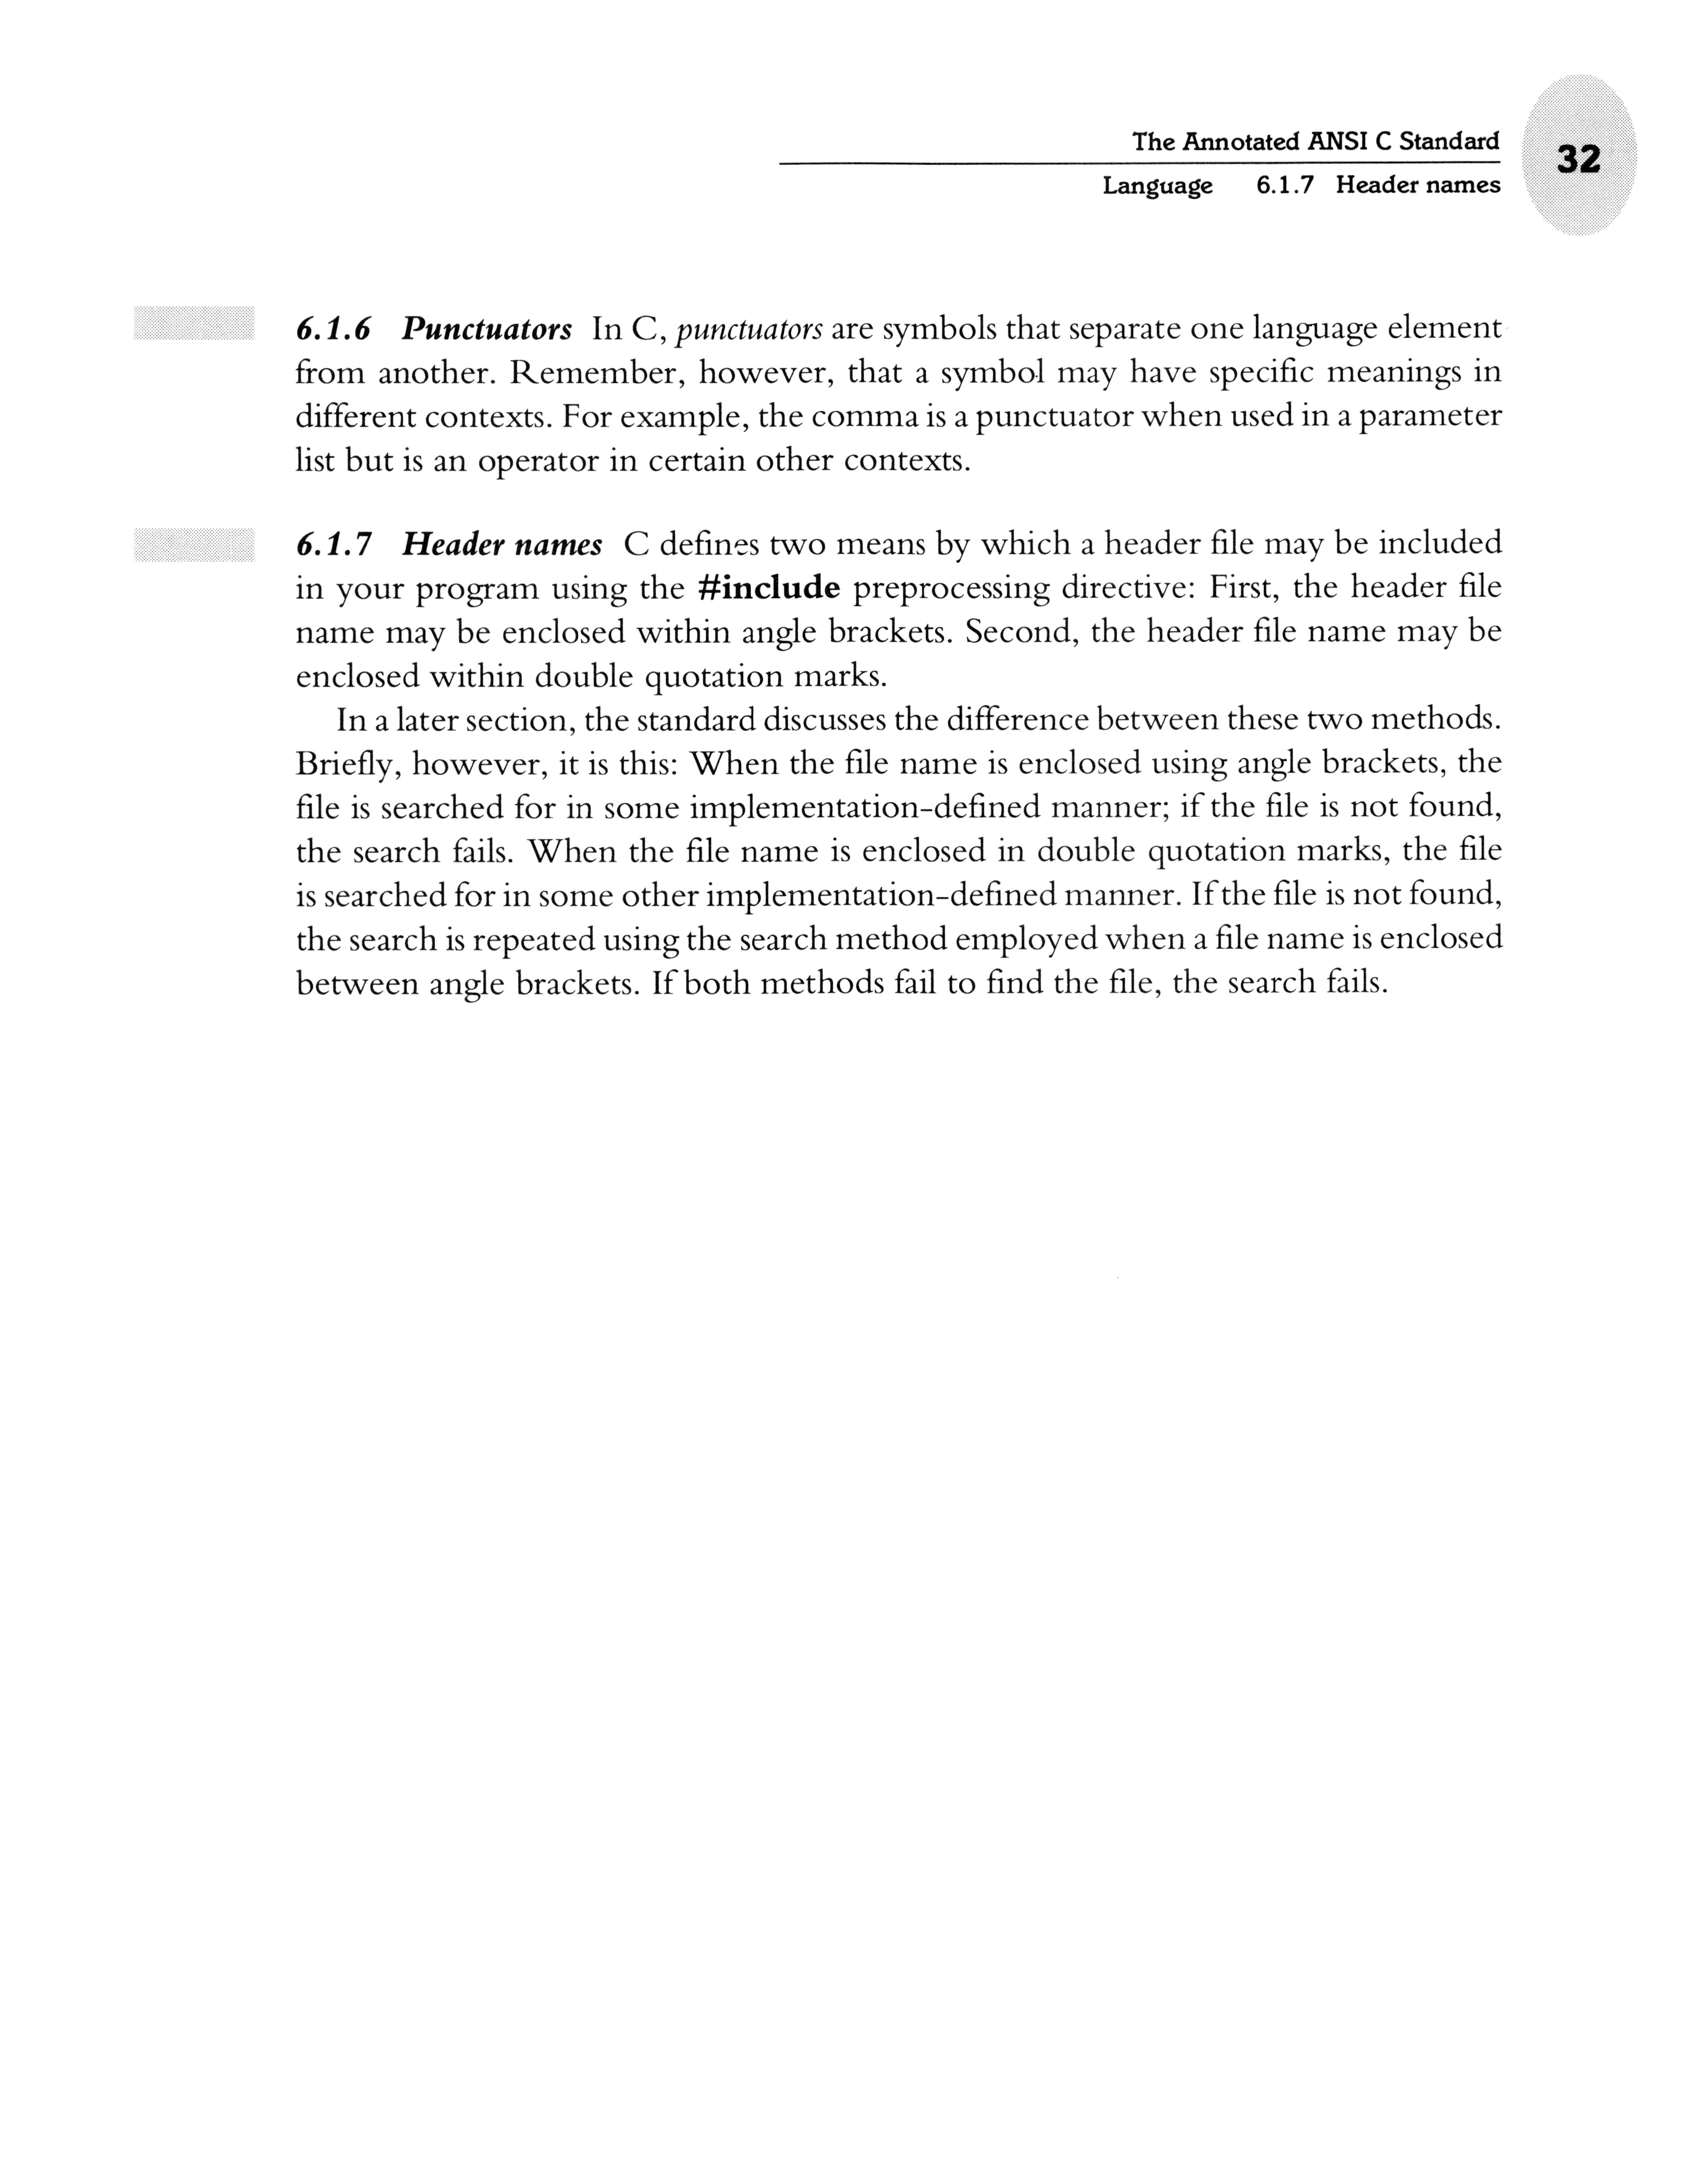 The Annotated ANSI C Standard
32
Language 6.1.7 Header names
6.1.6 Punctuators In C, punctuators are symbols that separate one language element
from another. Remember, however, that a symbol may have specific meanings in
different contexts. For example, the comma is a punctuator when used in a parameter
list but is an operator in certain other contexts.
6.1.7 Header names C defines two means by which a header file may be included
in your program using the #include preprocessing directive: First, the header file
name may be enclosed within angle brackets. Second, the header file name may be
enclosed within double quotation marks.
In a later section, the standard discusses the difference between these two methods.
Briefly, however, it is this: When the file name is enclosed using angle brackets, the
file is searched for in some implementation-defined manner; if the file is not found,
the search fails. When the file name is enclosed in double quotation marks, the file
is searched for in some other implementation-defined manner. If the file is not found,
the search is repeated using the search method employed when a file name is enclosed
between angle brackets. If both methods fail to find the file, the search fails.